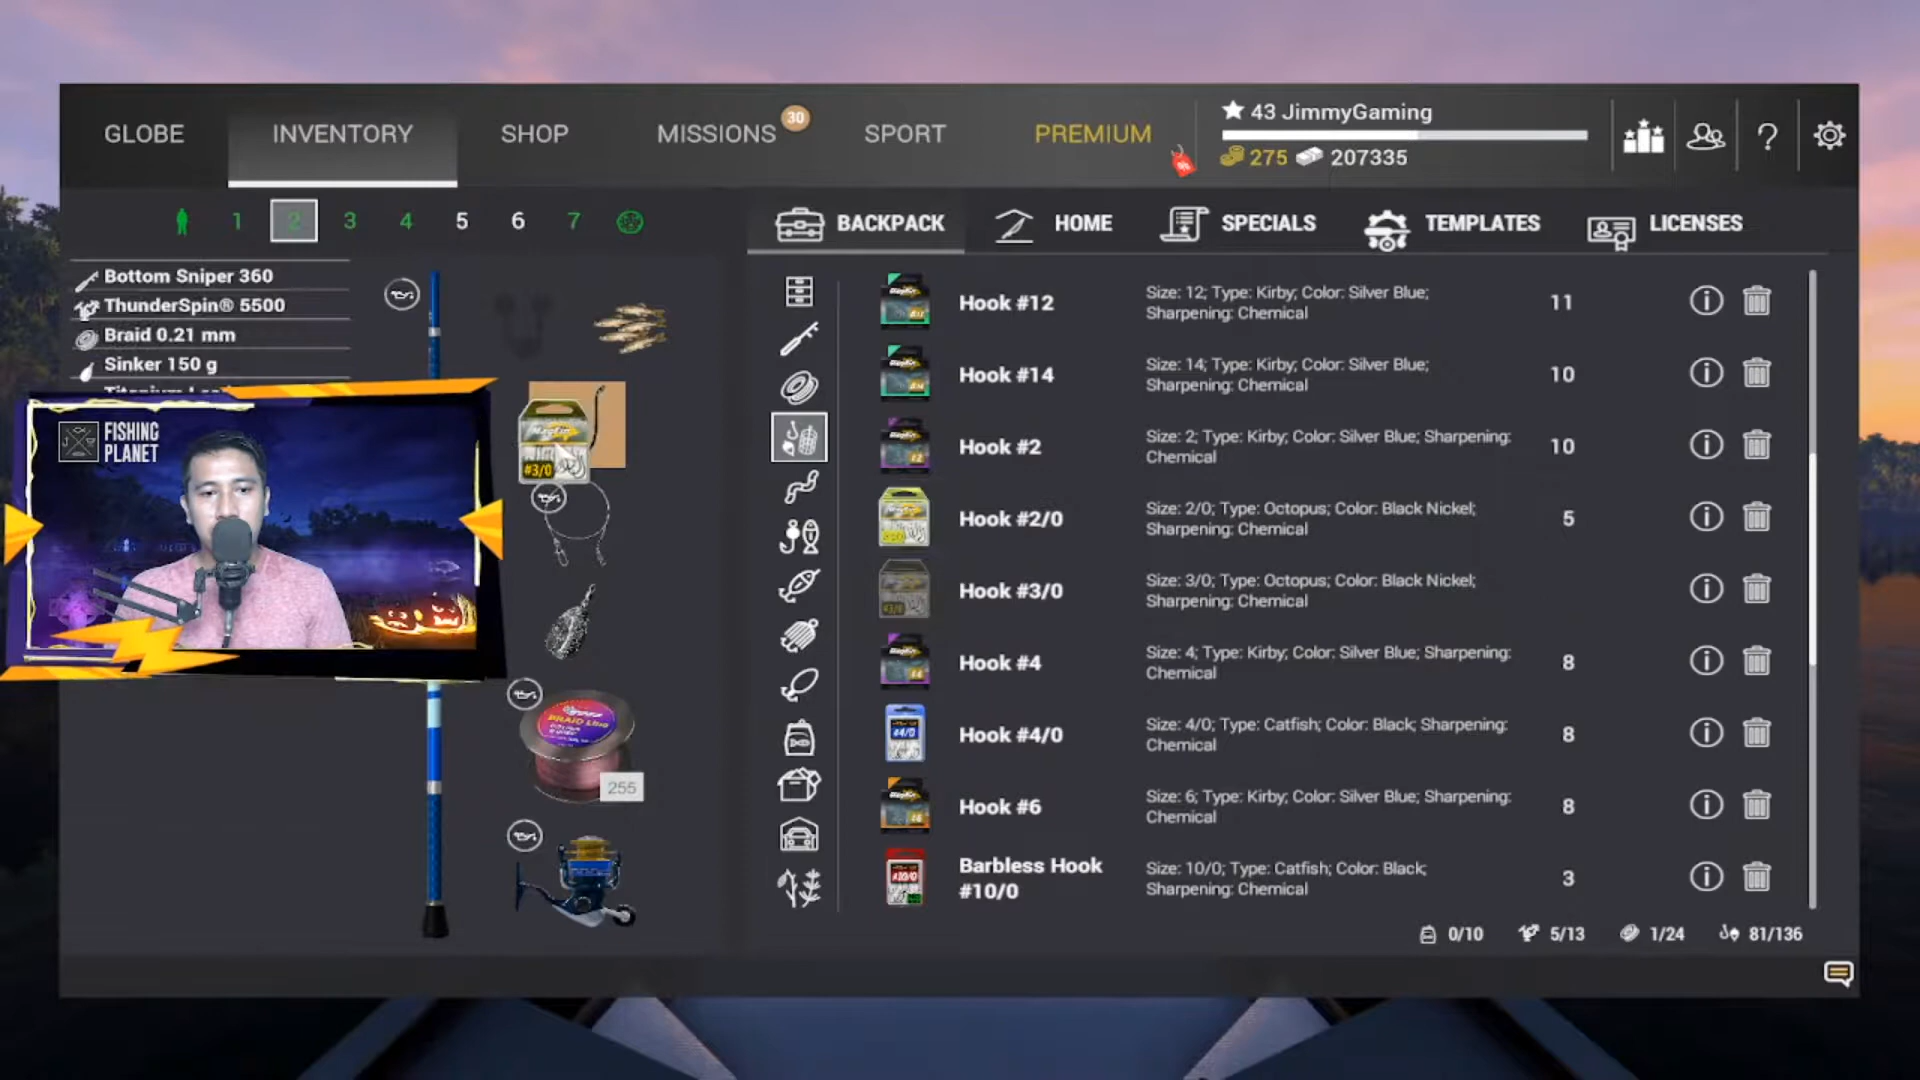 GLOBE INVENTORY SHOP MISSIONS 30 SPORT PREMIUM
43 JimmyGaming
275 207335
?
1 2 3 4 5 6 7
BACKPACK HOME SPECIALS TEMPLATES LICENSES
Bottom Sniper 360
ThunderSpin® 5500
Braid 0.21 mm
Sinker 150 g
FISHING
PLANET
#3/0
BRAID Line
255
Hook #12
Size: 12; Type: Kirby; Color: Silver Blue;
Sharpening: Chemical
11
Hook #14
Size: 14; Type: Kirby; Color: Silver Blue;
Sharpening: Chemical
10
Hook #2
Size: 2; Type: Kirby; Color: Silver Blue; Sharpening:
Chemical
10
Hook #2/0
Size: 2/0; Type: Octopus; Color: Black Nickel;
Sharpening: Chemical
5
Hook #3/0
Size: 3/0; Type: Octopus; Color: Black Nickel;
Sharpening: Chemical
Hook #4
Size: 4; Type: Kirby; Color: Silver Blue; Sharpening:
Chemical
8
#4/0
Hook #4/0
Size: 4/0; Type: Catfish; Color: Black; Sharpening:
Chemical
8
Hook #6
Size: 6; Type: Kirby; Color: Silver Blue; Sharpening:
Chemical
8
#10/0
Barbless Hook
#10/0
Size: 10/0; Type: Catfish; Color: Black;
Sharpening: Chemical
3
0/10 5/13 1/24 81/136